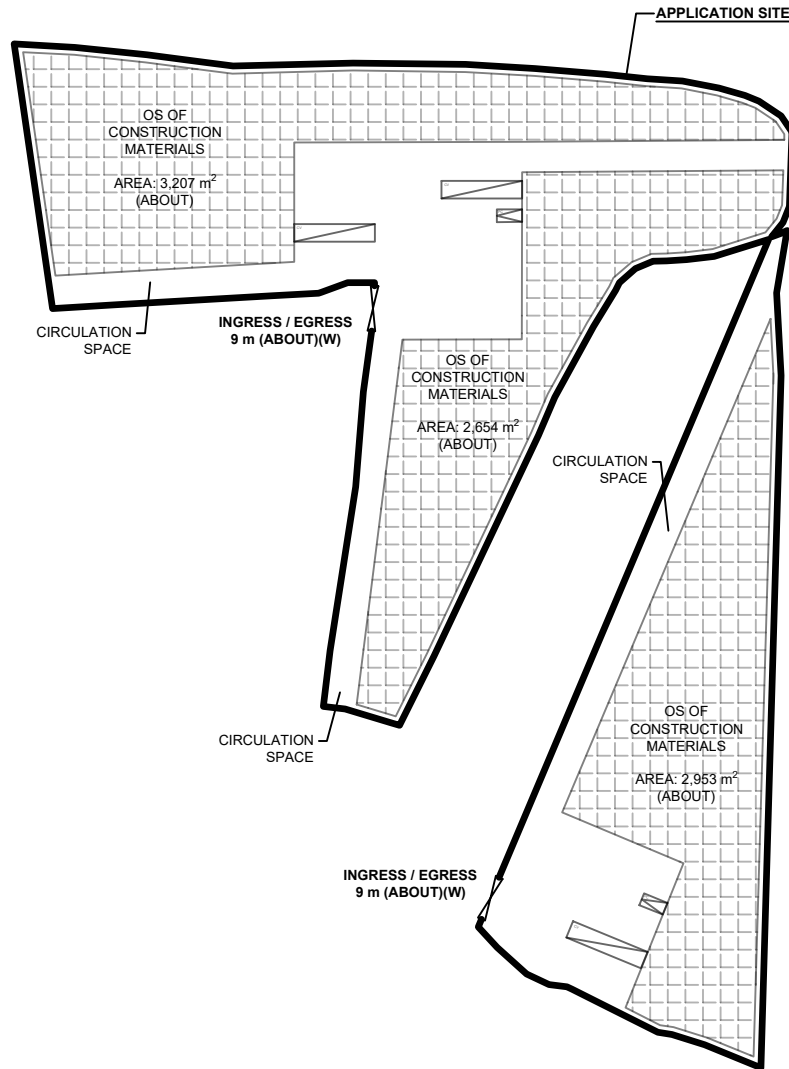 APPLICATION SITE
OS OF
CONSTRUCTION
MATERIALS
AREA: 3,207 m²
(ABOUT)
CIRCULATION
SPACE
INGRESS / EGRESS
9 m (ABOUT)(W)
OS OF
CONSTRUCTION
MATERIALS
AREA: 2,654 m²
(ABOUT)
CIRCULATION
SPACE
CIRCULATION
SPACE
OS OF
CONSTRUCTION
MATERIALS
AREA: 2,953 m²
(ABOUT)
INGRESS / EGRESS
9 m (ABOUT)(W)